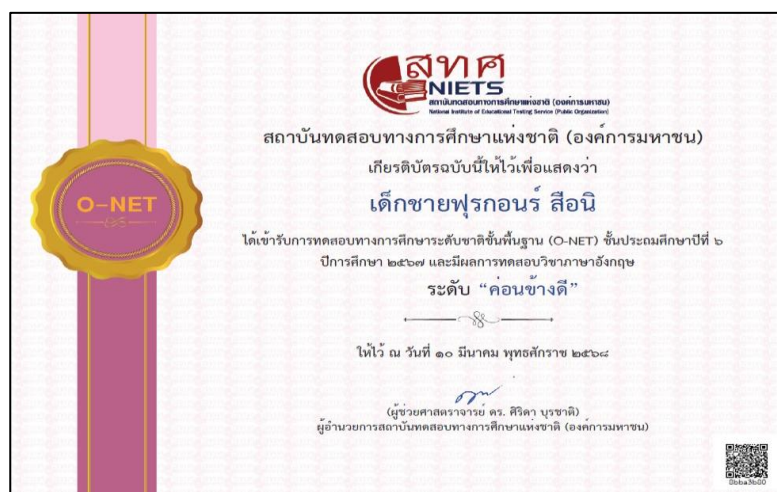 สทศ
NIETS
สถาบันทดสอบทางการศึกษาแห่งชาติ (องค์การมหาชน)
National Institute of Educational Testing Service (Public Organization)
สถาบันทดสอบทางการศึกษาแห่งชาติ (องค์การมหาชน)
เกียรติบัตรฉบับนี้ให้ไว้เพื่อแสดงว่า
เด็กชายฟุรกอนร์ สือนิ
O-NET
ได้เข้ารับการทดสอบทางการศึกษาระดับชาติขั้นพื้นฐาน (O-NET) ชั้นประถมศึกษาปีที่ ๖
ปีการศึกษา ๒๕๖๗ และมีผลการทดสอบวิชาภาษาอังกฤษ
ระดับ “ค่อนข้างดี”
ให้ไว้ ณ วันที่ ๑๐ มีนาคม พุทธศักราช ๒๕๖๘
(ผู้ช่วยศาสตราจารย์ ดร. ศิริดา บุรชาติ)
ผู้อำนวยการสถาบันทดสอบทางการศึกษาแห่งชาติ (องค์การมหาชน)
0bba3b00